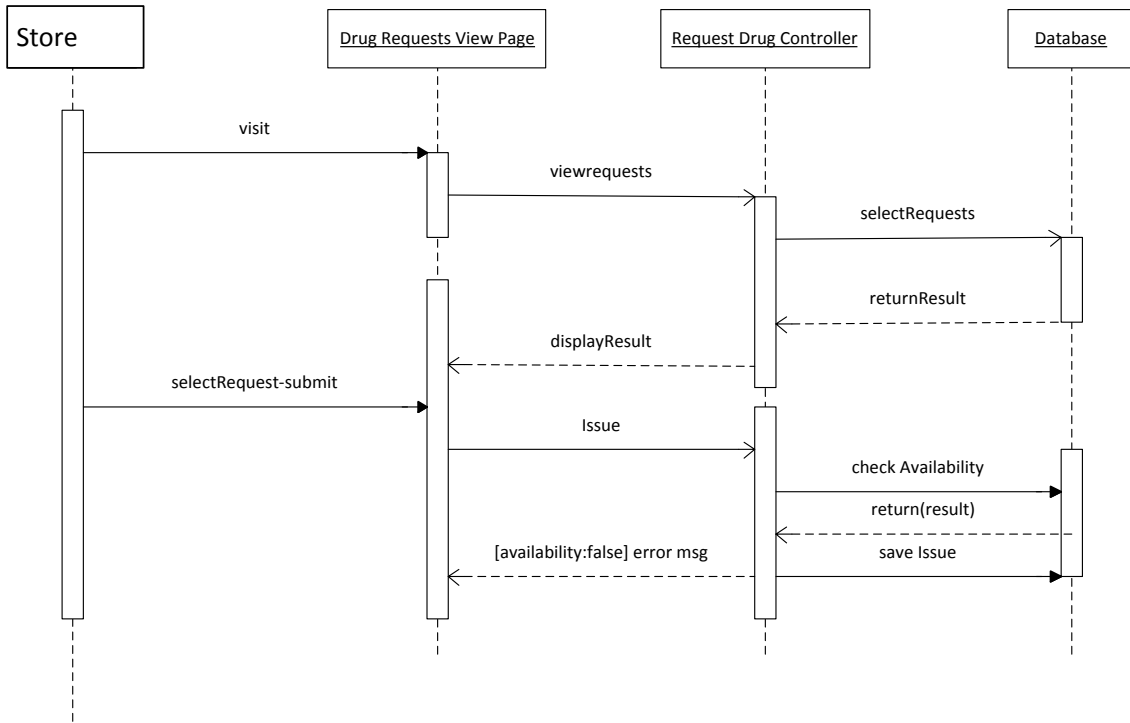 Store
Drug Requests View Page
Request Drug Controller
Database
visit
viewrequests
selectRequests
returnResult
displayResult
selectRequest-submit
Issue
check Availability
return(result)
[availability:false] error msg
save Issue